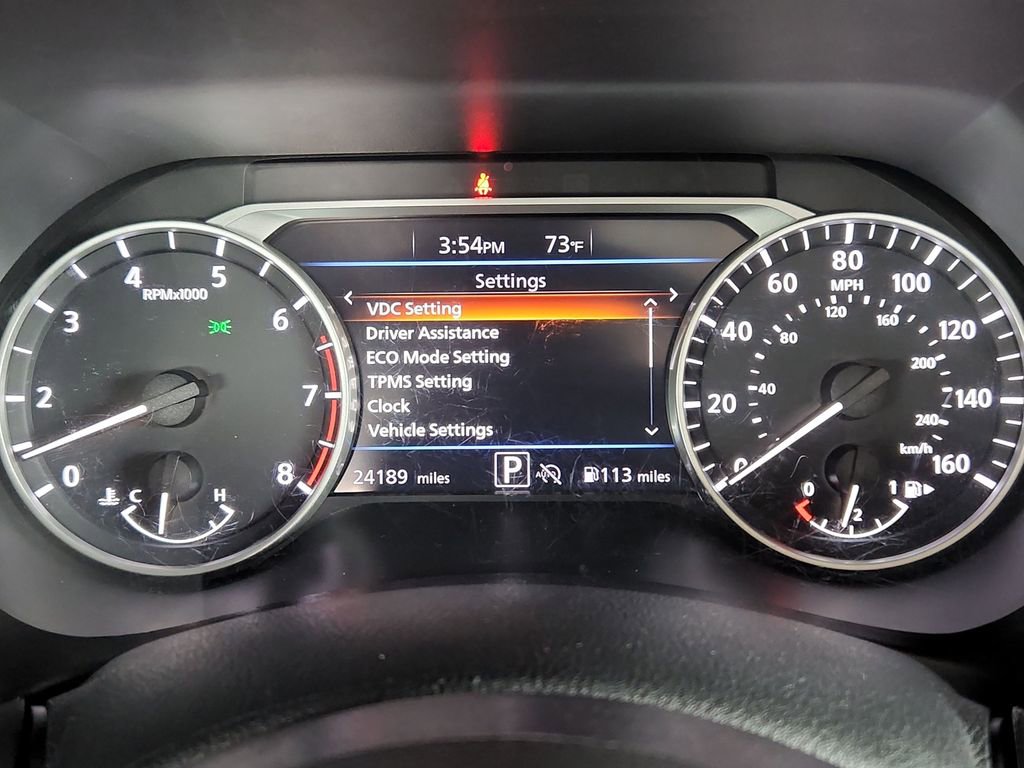 3:54PM 73°F
Settings
VDC Setting
Driver Assistance
ECO Mode Setting
TPMS Setting
Clock
Vehicle Settings
24189 miles P 113 miles
RPMx1000
0
2
3
4
5
6
7
8
C H
MPH
0
20
40
60
80
100
120
140
160
40
80
120
160
200
240
km/h
0 1